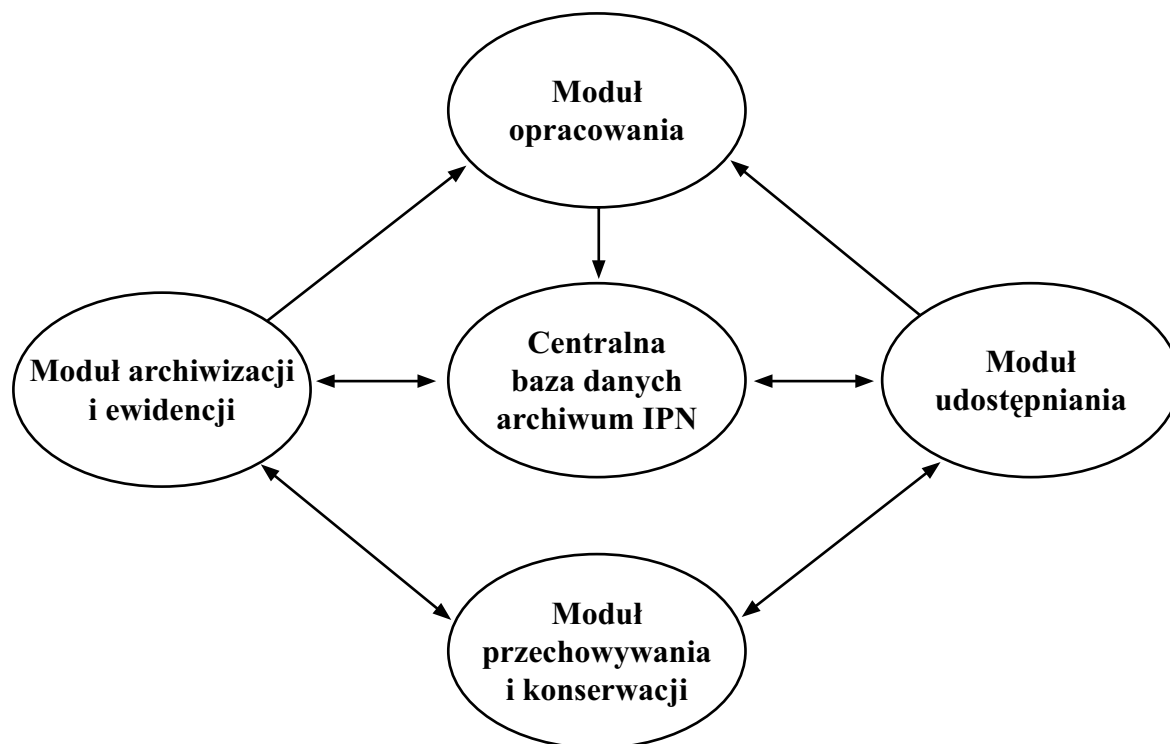 Moduł
opracowania
Moduł archiwizacji
i ewidencji
Centralna
baza danych
archiwum IPN
Moduł
udostępniania
Moduł
przechowywania
i konserwacji